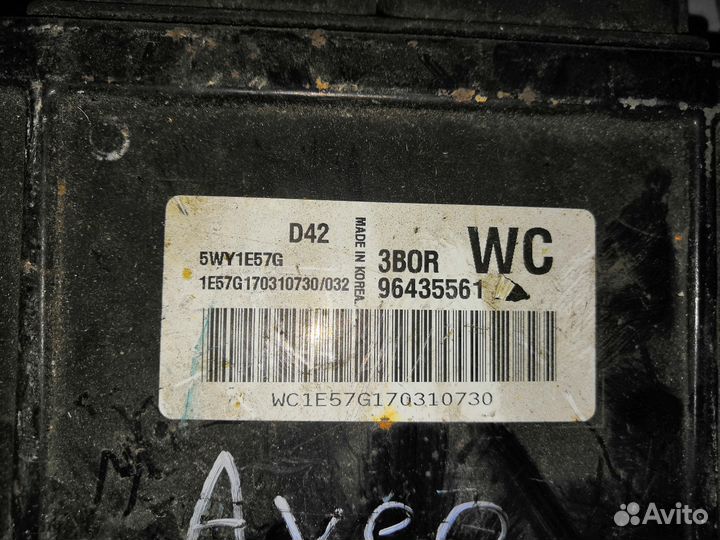 D42
MADE IN KOREA
5WY1E57G
3BOR
WC
1E57G170310730/032
96435561
WC1E57G170310730
Aveo
Avito